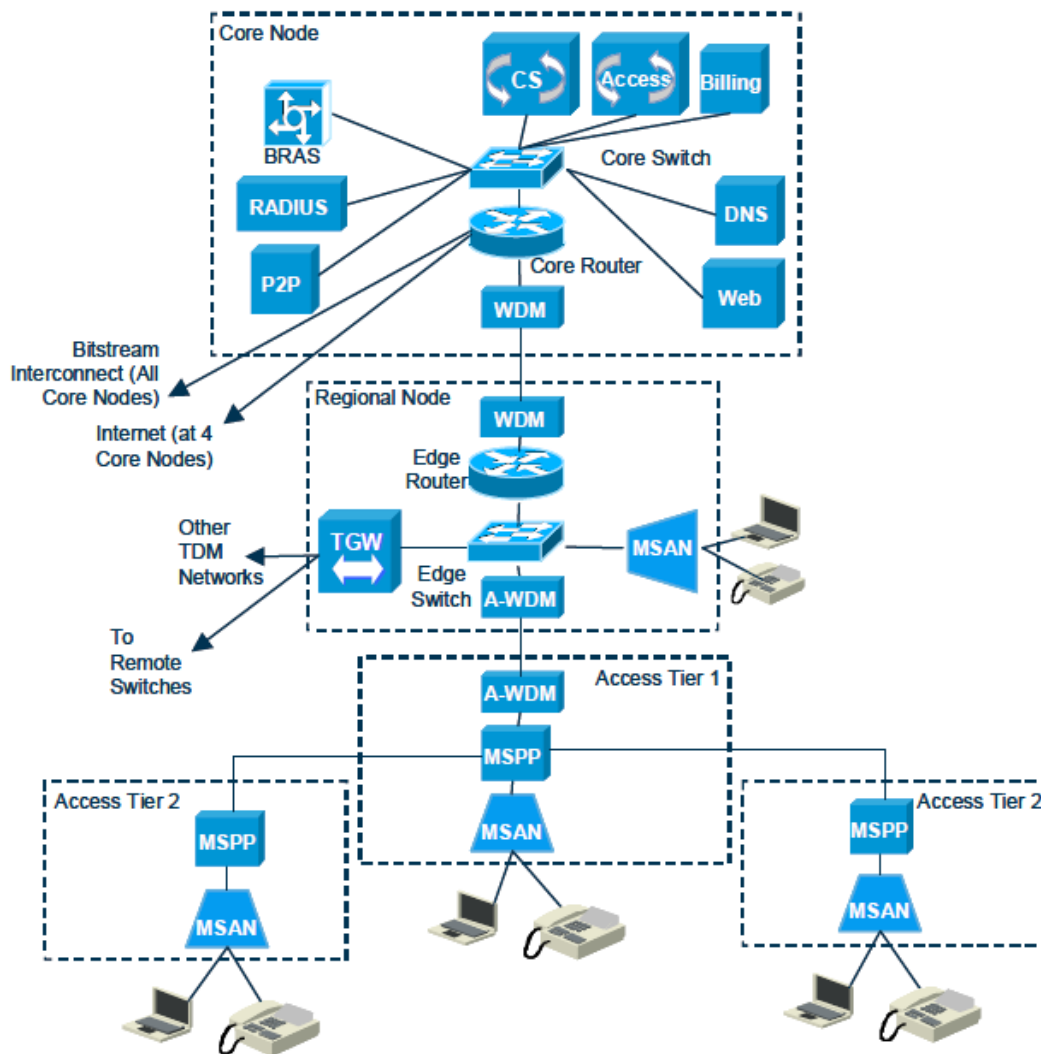 Core Node
CS
Access
Billing
BRAS
Core Switch
RADIUS
DNS
P2P
Core Router
Web
WDM
Bitstream
Interconnect (All
Core Nodes)
Internet (at 4
Core Nodes)
Regional Node
WDM
Edge
Router
Other
TDM
Networks
TGW
MSAN
Edge
Switch
A-WDM
To
Remote
Switches
Access Tier 1
A-WDM
MSPP
MSAN
Access Tier 2
MSPP
MSAN
Access Tier 2
MSPP
MSAN